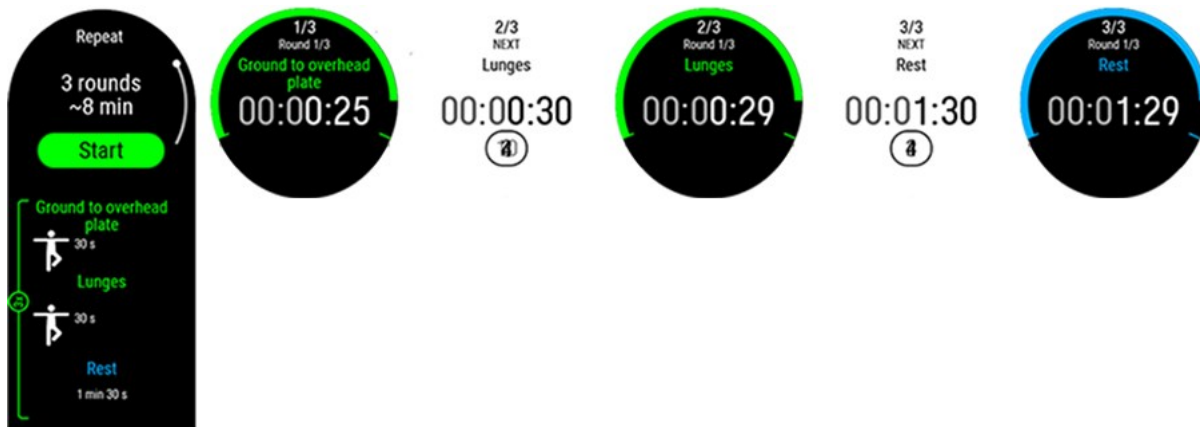 Repeat
3 rounds
~8 min
Start
Ground to overhead
plate
30 s
Lunges
30 s
Rest
1 min 30 s
1/3
Round 1/3
Ground to overhead
plate
00:00:25
2/3
NEXT
Lunges
00:00:30
2/3
Round 1/3
Lunges
00:00:29
3/3
NEXT
Rest
00:01:30
3/3
Round 1/3
Rest
00:01:29